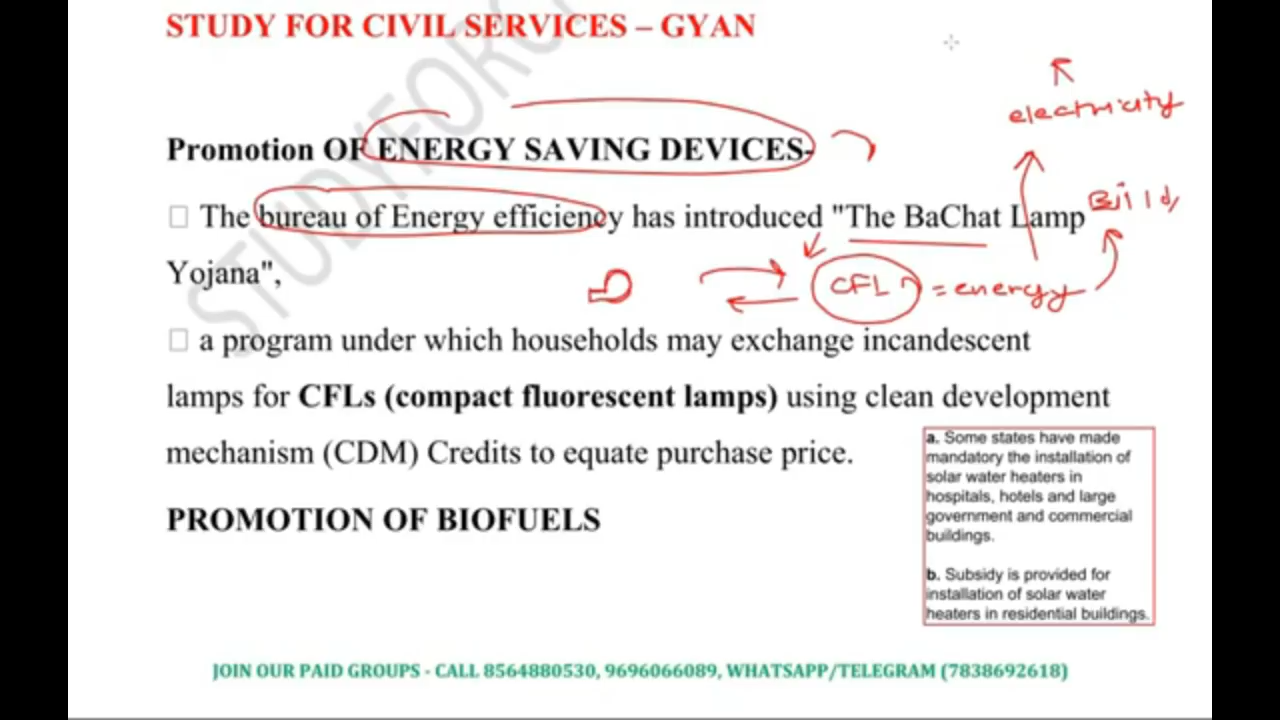 STUDY FOR CIVIL SERVICES – GYAN
electricity
Promotion OF ENERGY SAVING DEVICES-
The bureau of Energy efficiency has introduced "The BaChat Lamp
Build,
Yojana",
CFL = energy
a program under which households may exchange incandescent
lamps for CFLs (compact fluorescent lamps) using clean development
mechanism (CDM) Credits to equate purchase price.
PROMOTION OF BIOFUELS
a. Some states have made
mandatory the installation of
solar water heaters in
hospitals, hotels and large
government and commercial
buildings.
b. Subsidy is provided for
installation of solar water
heaters in residential buildings.
JOIN OUR PAID GROUPS - CALL 8564880530, 9696066089, WHATSAPP/TELEGRAM (7838692618)
STUDYFORC